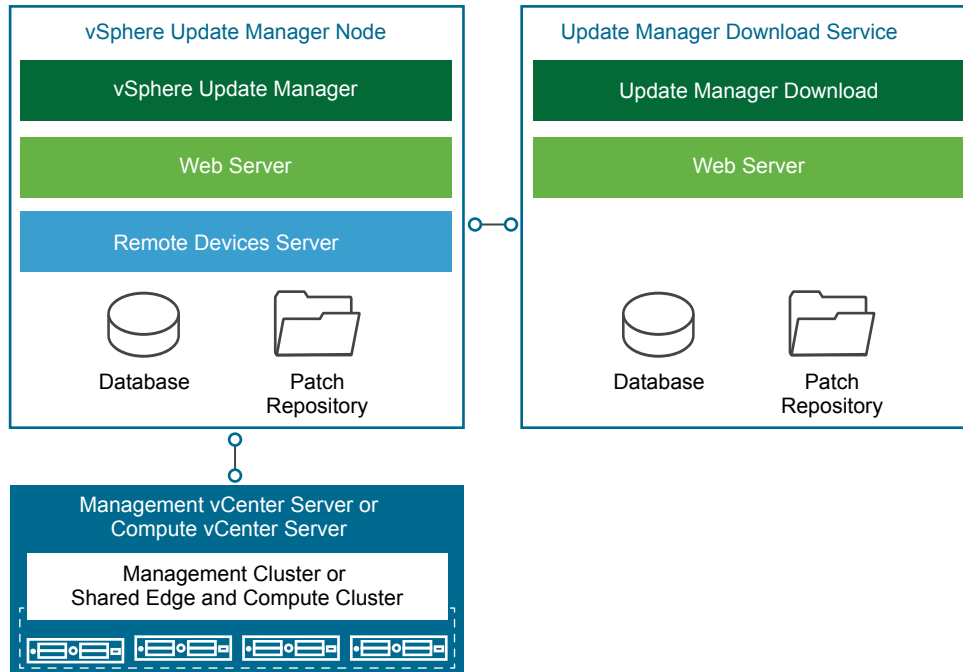 vSphere Update Manager Node
vSphere Update Manager
Web Server
Remote Devices Server
Database
Patch
Repository
Update Manager Download Service
Update Manager Download
Web Server
Database
Patch
Repository
Management vCenter Server or
Compute vCenter Server
Management Cluster or
Shared Edge and Compute Cluster